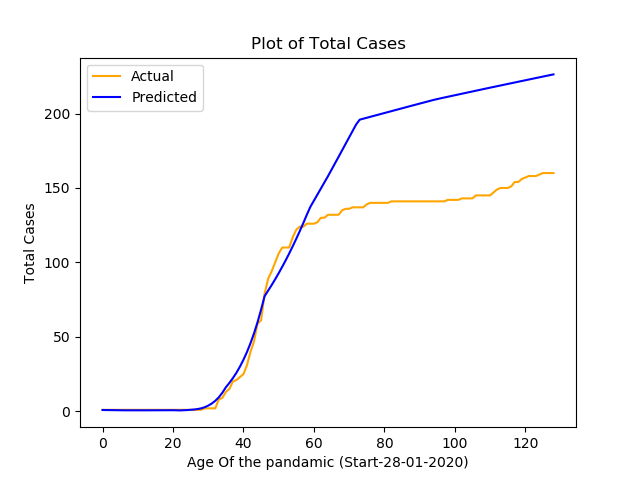 Plot of Total Cases
Actual
Predicted
200
150
100
50
0
Total Cases
0 20 40 60 80 100 120
Age Of the pandamic (Start-28-01-2020)